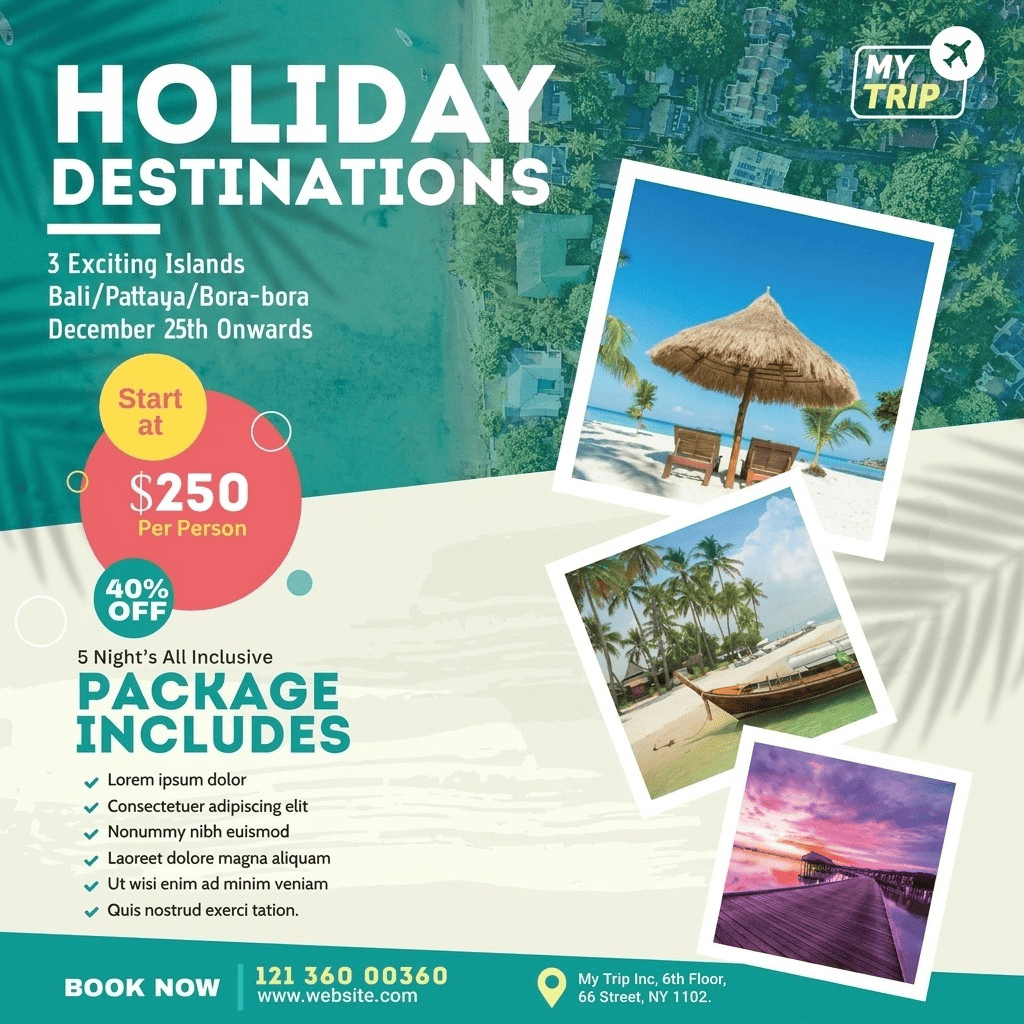 HOLIDAY
DESTINATIONS
MY
TRIP
3 Exciting Islands
Bali/Pattaya/Bora-bora
December 25th Onwards
Start
at
$250
Per Person
40%
OFF
5 Night's All Inclusive
PACKAGE
INCLUDES
Lorem ipsum dolor
Consectetuer adipiscing elit
Nonummy nibh euismod
Laoreet dolore magna aliquam
Ut wisi enim ad minim veniam
Quis nostrud exerci tation.
BOOK NOW
121 360 00360
www.website.com
My Trip Inc, 6th Floor,
66 Street, NY 1102.